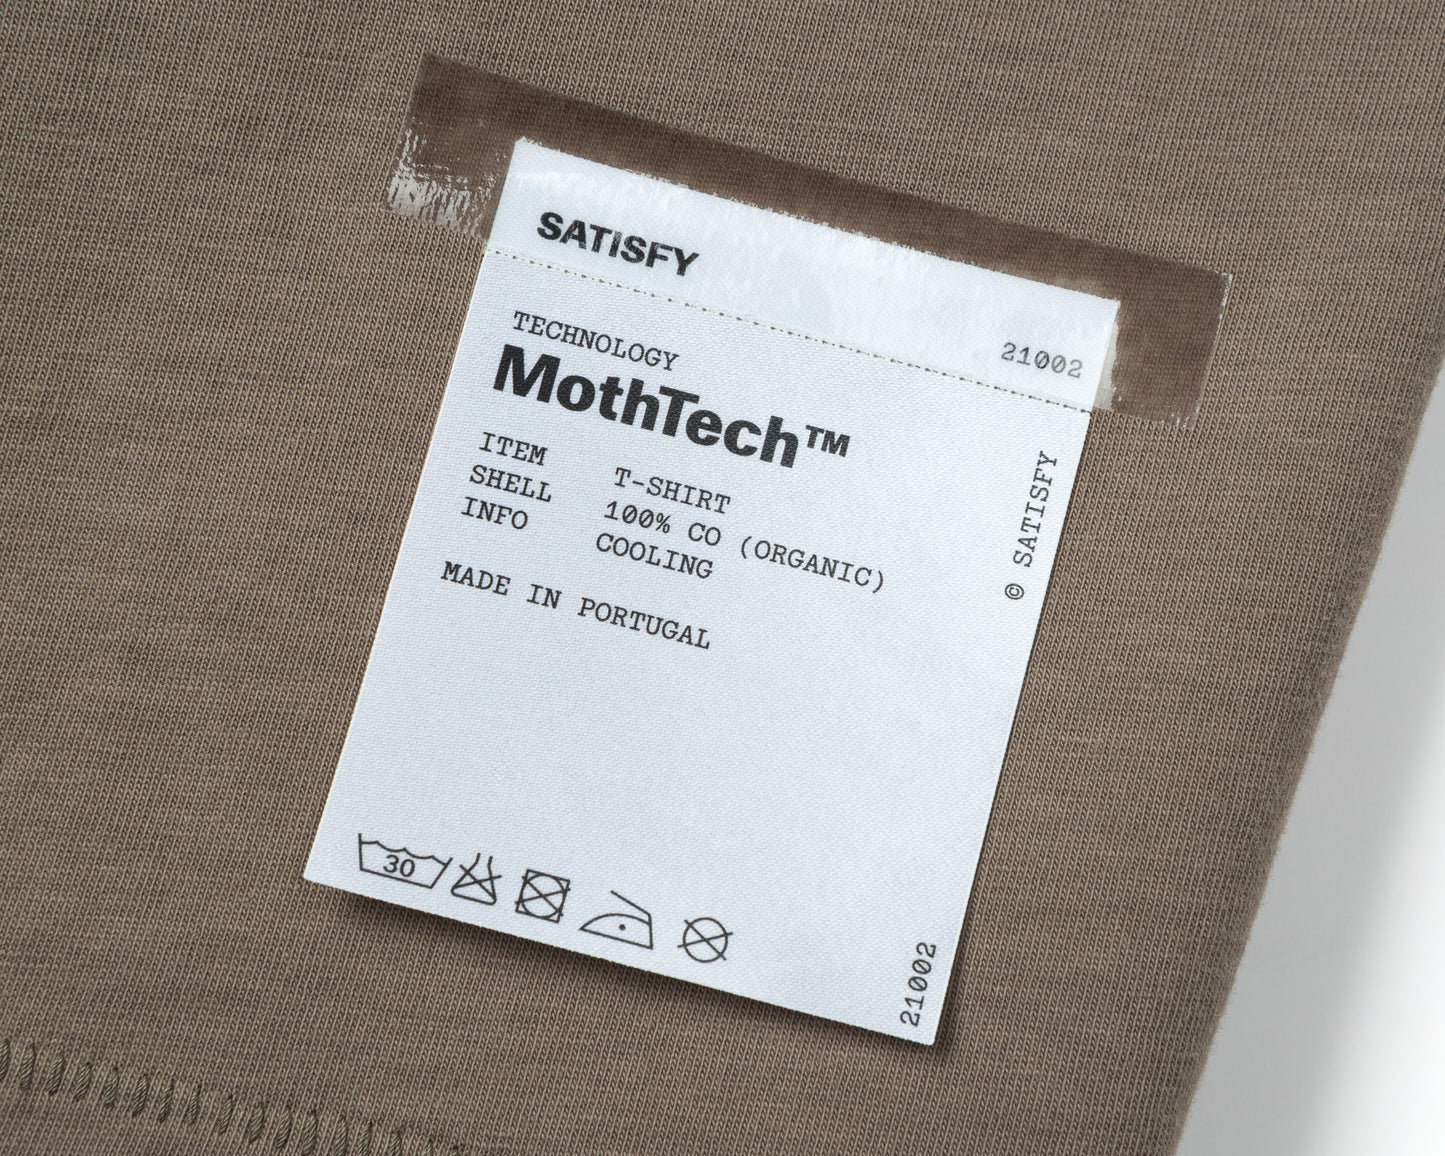 SATISFY
21002
TECHNOLOGY
MothTech™
ITEM T-SHIRT
SHELL 100% CO (ORGANIC)
INFO COOLING
MADE IN PORTUGAL
© SATISFY
30
21002